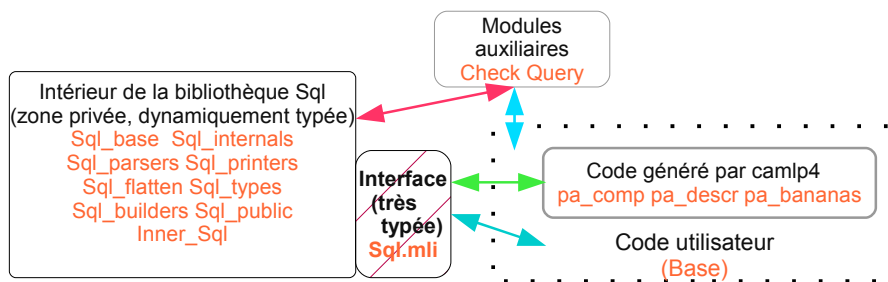 Modules
auxiliaires
Check Query
Intérieur de la bibliothèque Sql
(zone privée, dynamiquement typée)
Sql_base Sql_internals
Sql_parsers Sql_printers
Sql_flatten Sql_types
Sql_builders Sql_public
Inner_Sql
Interface
(très
typée)
Sql.mli
Code généré par camlp4
pa_comp pa_descr pa_bananas
Code utilisateur
(Base)